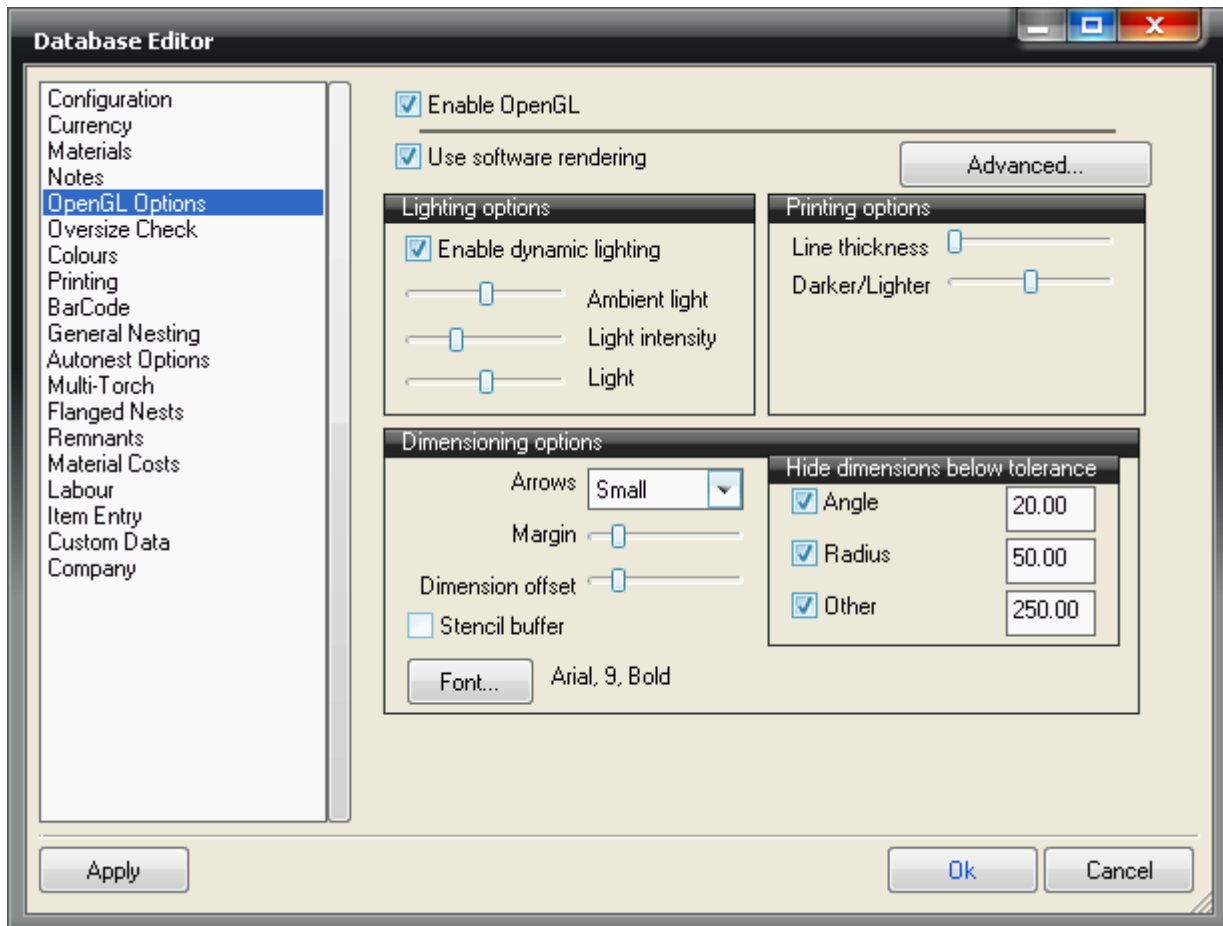 Database Editor
Configuration
Currency
Materials
Notes
OpenGL Options
Oversize Check
Colours
Printing
BarCode
General Nesting
Autonest Options
Multi-Torch
Flanged Nests
Remnants
Material Costs
Labour
Item Entry
Custom Data
Company
Enable OpenGL
Use software rendering
Advanced...
Lighting options
Enable dynamic lighting
Ambient light
Light intensity
Light
Printing options
Line thickness
Darker/Lighter
Dimensioning options
Arrows Small
Margin
Dimension offset
Stencil buffer
Font... Arial, 9, Bold
Hide dimensions below tolerance
Angle 20.00
Radius 50.00
Other 250.00
Apply
Ok
Cancel